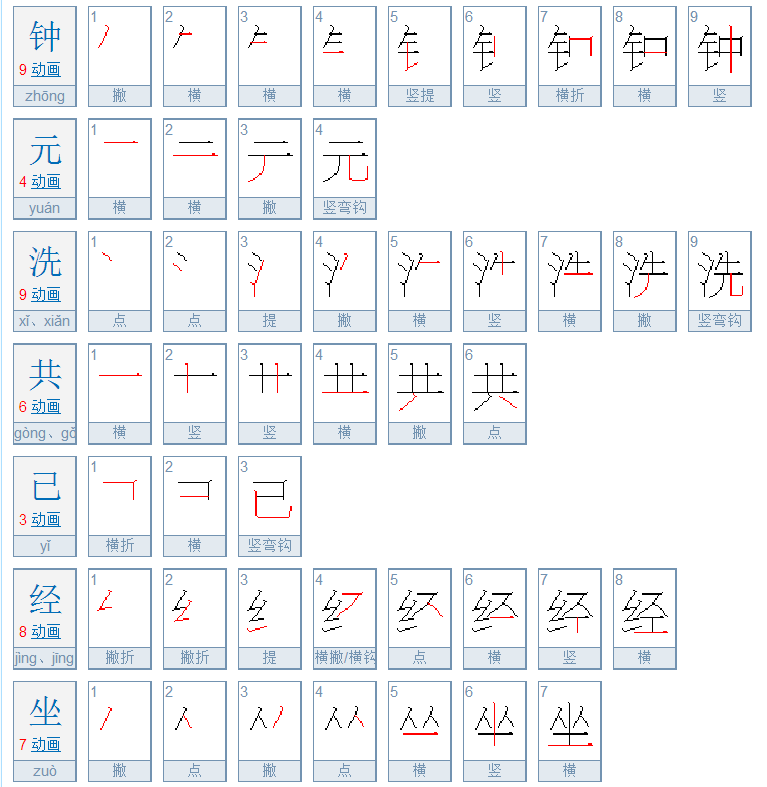 钟 1 2 3 4 5 6 7 8 9
9 动画
zhōng 撇 横 横 横 竖提 竖 横折 横 竖
元 1 2 3 4
4 动画
yuán 横 横 撇 竖弯钩
洗 1 2 3 4 5 6 7 8 9
9 动画
xǐ、xiǎn 点 点 提 撇 横 竖 横 撇 竖弯钩
共 1 2 3 4 5 6
6 动画
gòng、gǒ 横 竖 竖 横 撇 点
已 1 2 3
3 动画
yǐ 横折 横 竖弯钩
经 1 2 3 4 5 6 7 8
8 动画
jìng、jīng 撇折 撇折 提 横撇/横钩 点 横 竖 横
坐 1 2 3 4 5 6 7
7 动画
zuò 撇 点 撇 点 横 竖 横